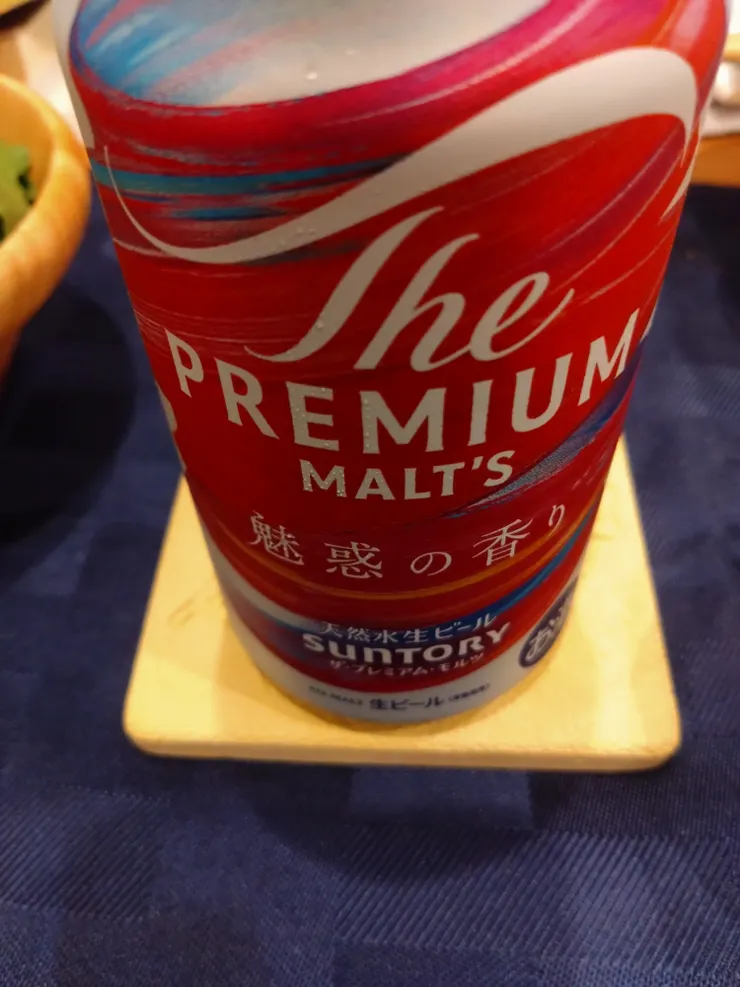 The
PREMIUM
MALT'S
魅惑の香り
天然水生ビール
SUNTORY
ザ・プレミアム・モルツ
生ビール
お